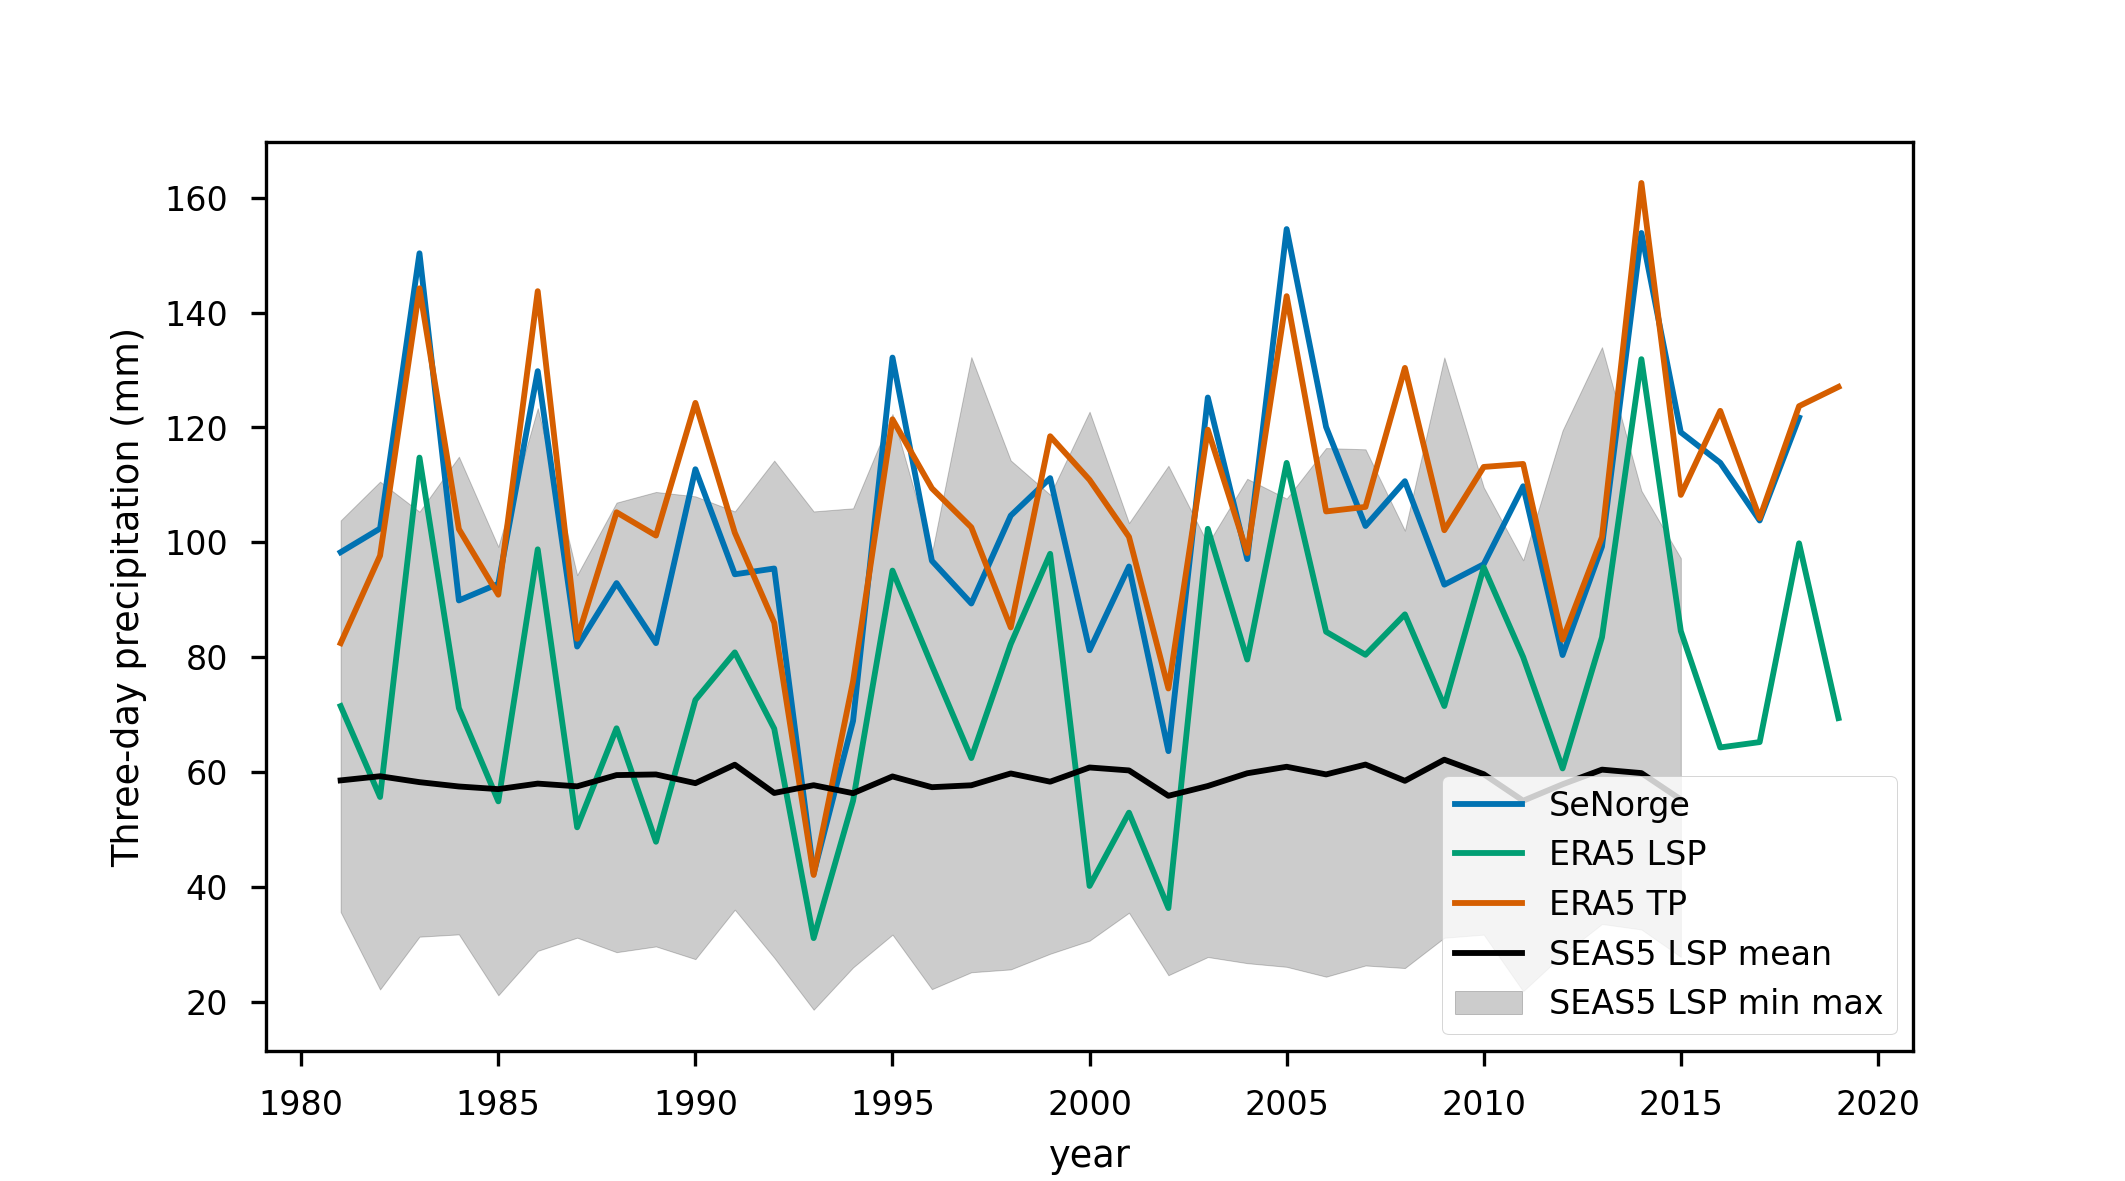 160
140
120
100
80
60
40
20
Three-day precipitation (mm)
SeNorge
ERA5 LSP
ERA5 TP
SEAS5 LSP mean
SEAS5 LSP min max
1980 1985 1990 1995 2000 2005 2010 2015 2020
year